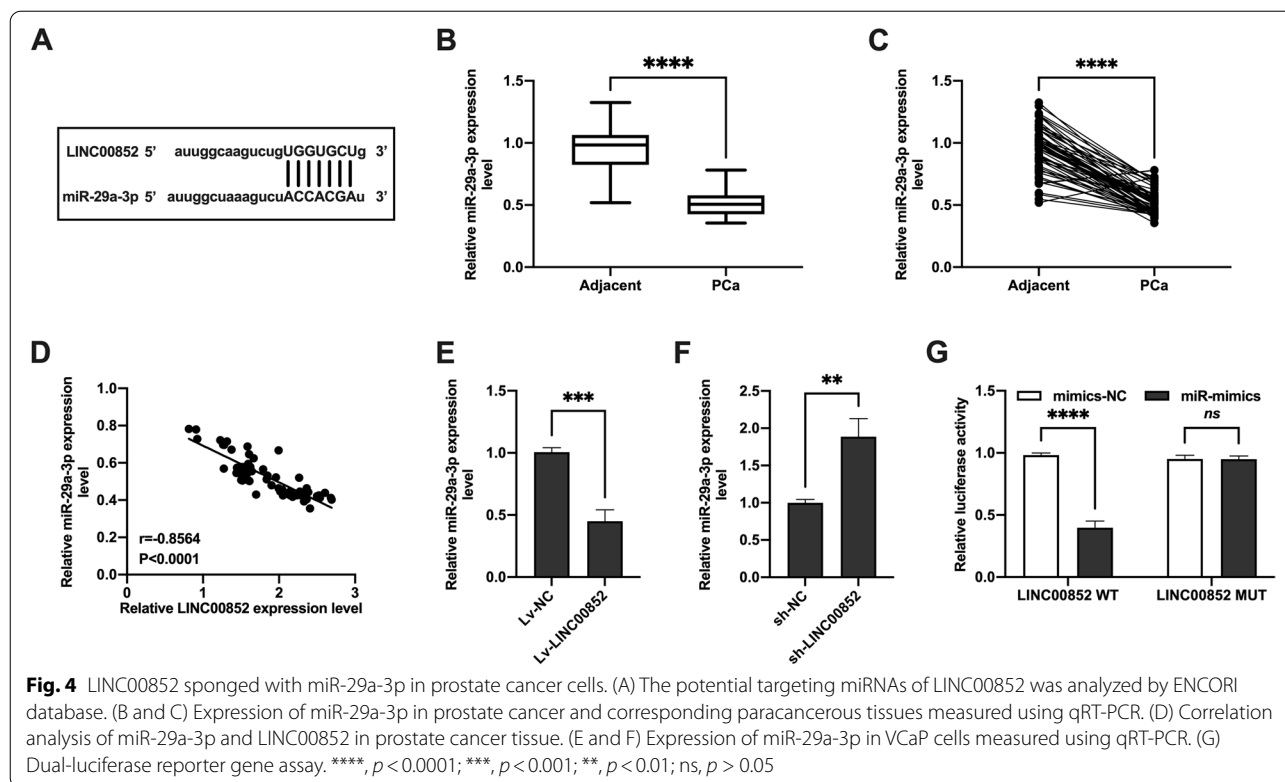 A
LINC00852 5’ auuggcaagucugUGGUGCUg 3’
miR-29a-3p 5’ auuggcuaaagucuACCACGAu 3’
B
Relative miR-29a-3p expression
level
1.5
1.0
0.5
0.0
****
Adjacent
PCa
C
Relative miR-29a-3p expression
level
1.5
1.0
0.5
0.0
****
Adjacent
PCa
D
Relative miR-29a-3p expression
level
1.0
0.8
0.6
0.4
0.2
0.0
r=-0.8564
P<0.0001
0
1
2
3
Relative LINC00852 expression level
E
Relative miR-29a-3p expression
level
1.5
1.0
0.5
0.0
***
Lv-NC
Lv-LINC00852
F
Relative miR-29a-3p expression
level
2.5
2.0
1.5
1.0
0.5
0.0
**
sh-NC
sh-LINC00852
G
Relative luciferase activity
1.5
1.0
0.5
0.0
mimics-NC
miR-mimics
****
ns
LINC00852 WT
LINC00852 MUT
Fig. 4 LINC00852 sponged with miR-29a-3p in prostate cancer cells. (A) The potential targeting miRNAs of LINC00852 was analyzed by ENCORI
database. (B and C) Expression of miR-29a-3p in prostate cancer and corresponding paracancerous tissues measured using qRT-PCR. (D) Correlation
analysis of miR-29a-3p and LINC00852 in prostate cancer tissue. (E and F) Expression of miR-29a-3p in VCaP cells measured using qRT-PCR. (G)
Dual-luciferase reporter gene assay. ****, p < 0.0001; ***, p < 0.001; **, p < 0.01; ns, p > 0.05